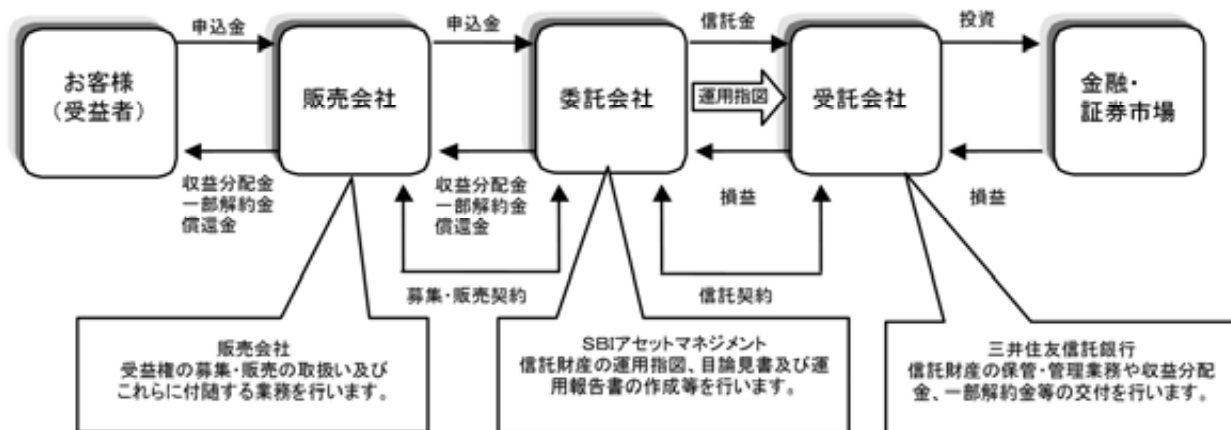 申込金
申込金
信託金
投資
お客様
（受益者）
販売会社
委託会社
運用指図
受託会社
金融・
証券市場
収益分配金
一部解約金
償還金
収益分配金
一部解約金
償還金
損益
損益
募集・販売契約
信託契約
販売会社
受益権の募集・販売の取扱い及び
これらに付随する業務を行います。
SBIアセットマネジメント
信託財産の運用指図、目論見書及び運
用報告書の作成等を行います。
三井住友信託銀行
信託財産の保管・管理業務や収益分配
金、一部解約金等の交付を行います。